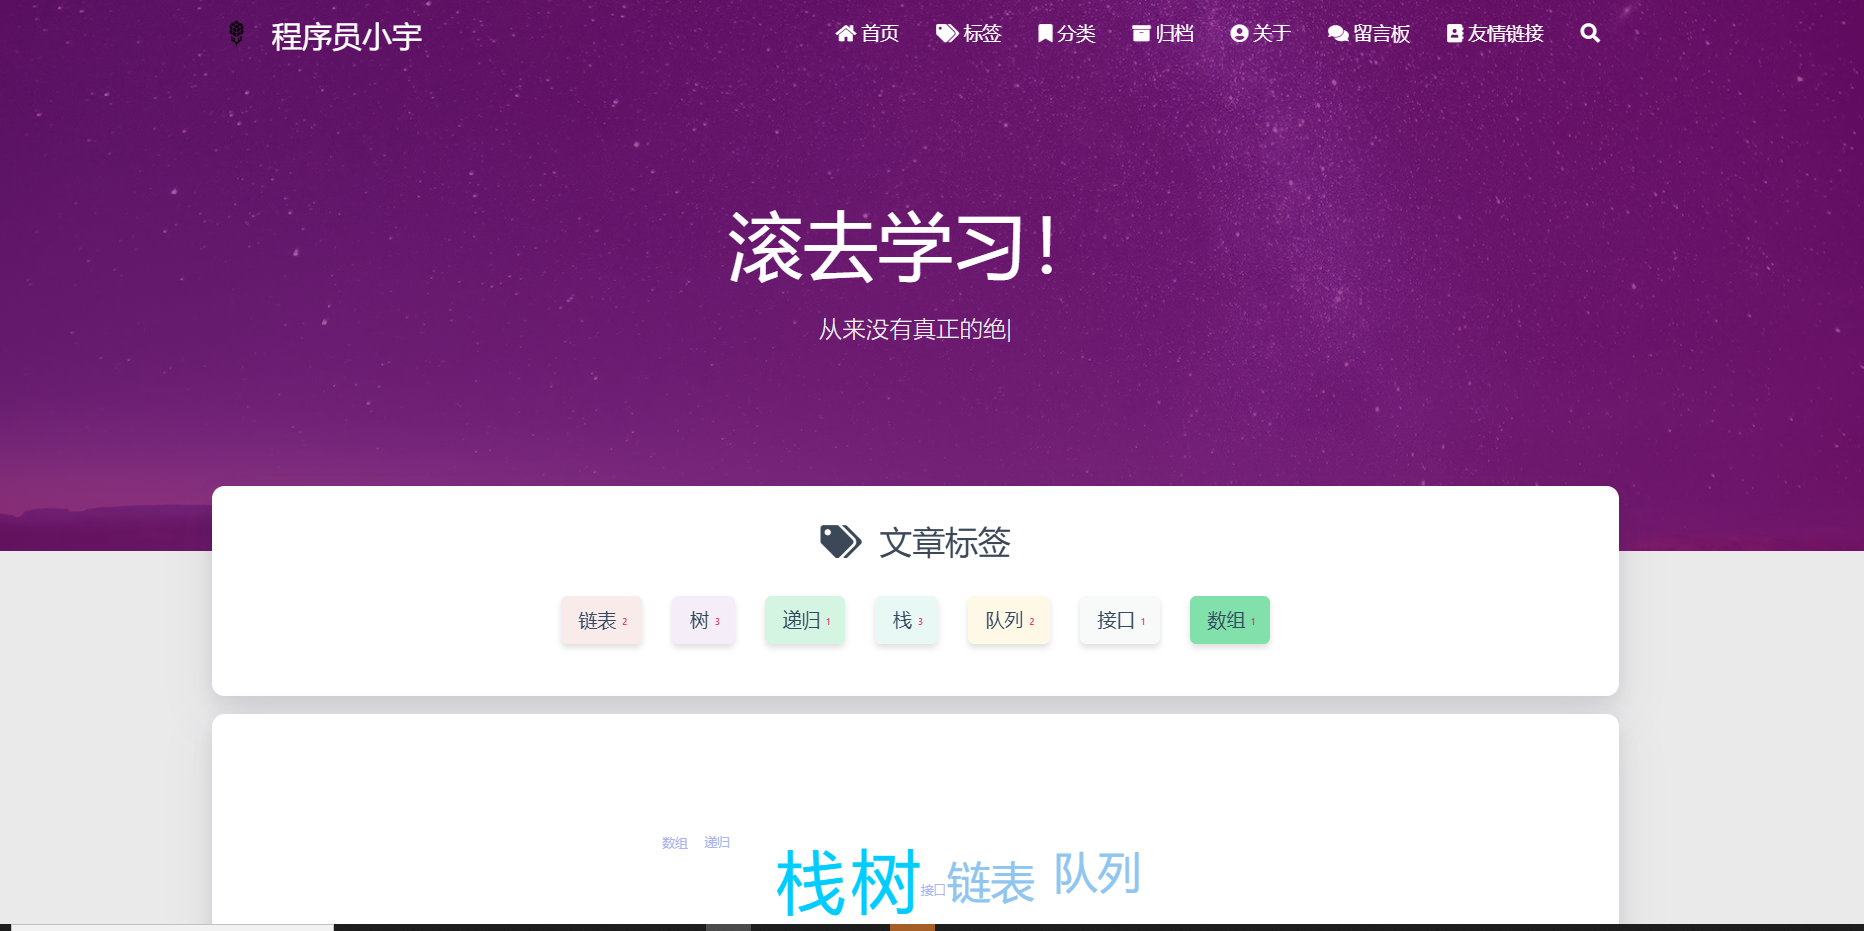 程序员小宇
首页 标签 分类 归档 关于 留言板 友情链接
滚去学习！
从来没有真正的绝|
文章标签
链表 2 树 3 递归 1 栈 3 队列 2 接口 1 数组 1
数组 递归
栈 树 接口 链表 队列